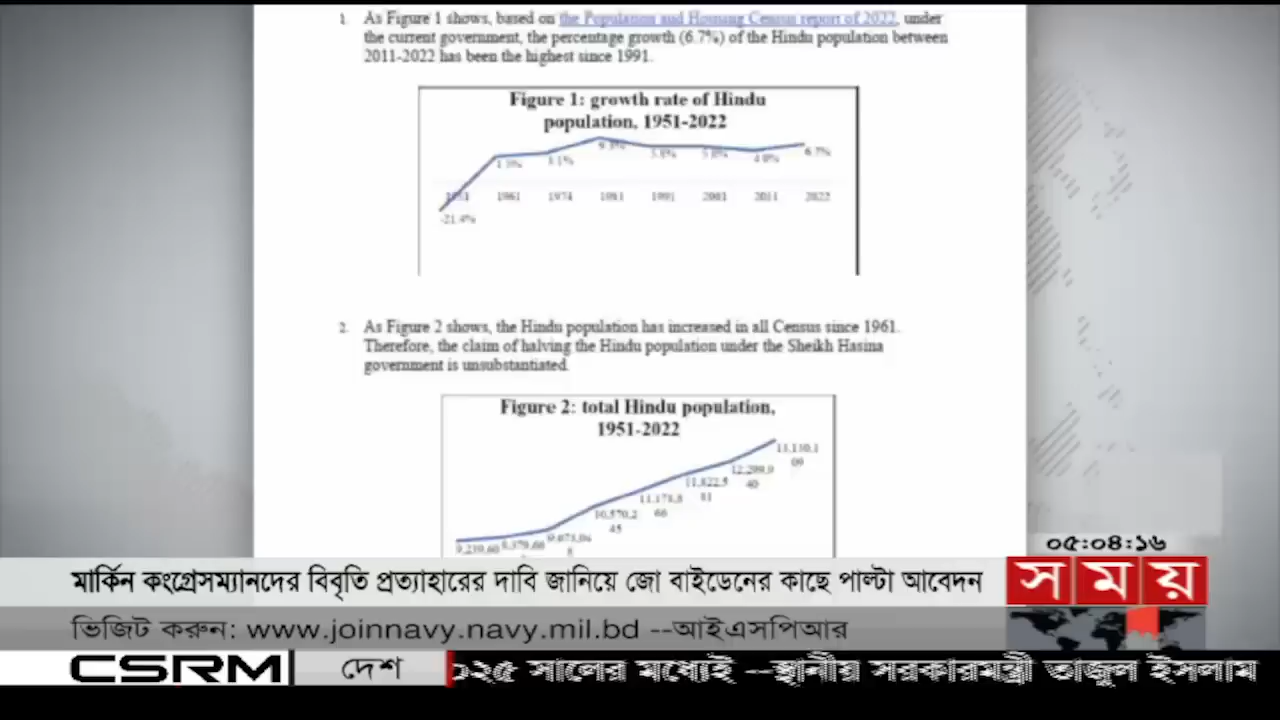 1. As Figure 1 shows, based on the Population and Housing Census report of 2022, under
the current government, the percentage growth (6.7%) of the Hindu population between
2011-2022 has been the highest since 1991.
Figure 1: growth rate of Hindu
population, 1951-2022
6.7%
1951 1961 1974 1981 1991 2001 2011 2022
-21.4%
2. As Figure 2 shows, the Hindu population has increased in all Census since 1961.
Therefore, the claim of halving the Hindu population under the Sheikh Hasina
government is unsubstantiated.
Figure 2: total Hindu population,
1951-2022
০৫:০৪:১৬
মার্কিন কংগ্রেসম্যানদের বিবৃতি প্রত্যাহারের দাবি জানিয়ে জো বাইডেনের কাছে পাল্টা আবেদন
সময়
ভিজিট করুন: www.joinnavy.navy.mil.bd --আইএসপিআর
CSRM দেশ ০২৫ সালের মধ্যেই --স্থানীয় সরকারমন্ত্রী তাজুল ইসলাম